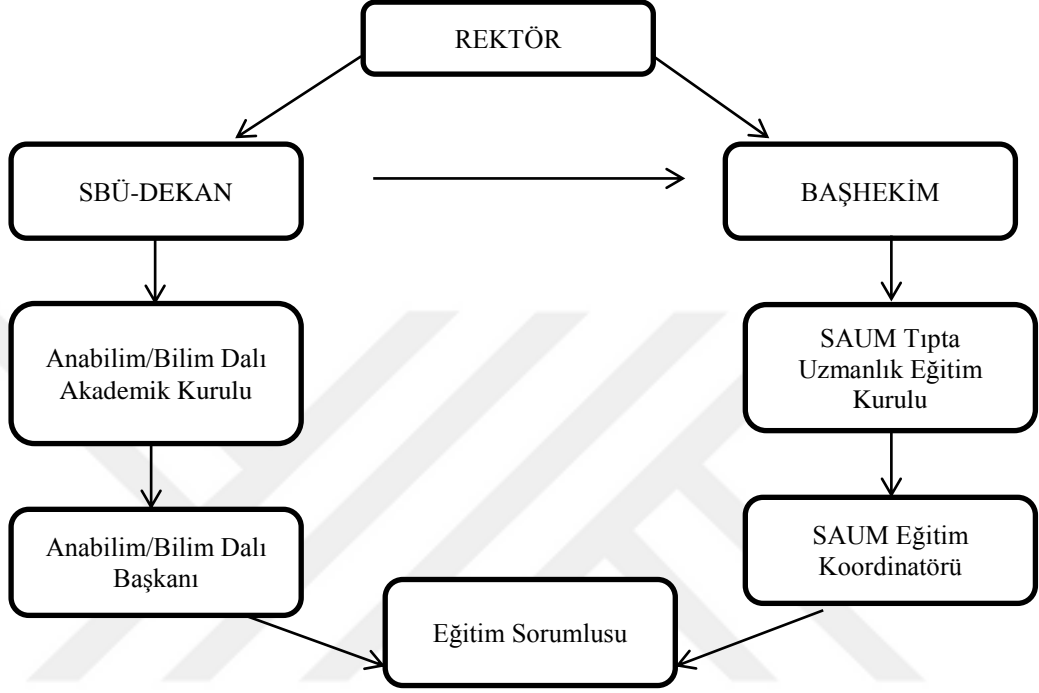 REKTÖR
SBÜ-DEKAN
BAŞHEKİM
Anabilim/Bilim Dalı
Akademik Kurulu
SAUM Tıpta
Uzmanlık Eğitim
Kurulu
Anabilim/Bilim Dalı
Başkanı
SAUM Eğitim
Koordinatörü
Eğitim Sorumlusu